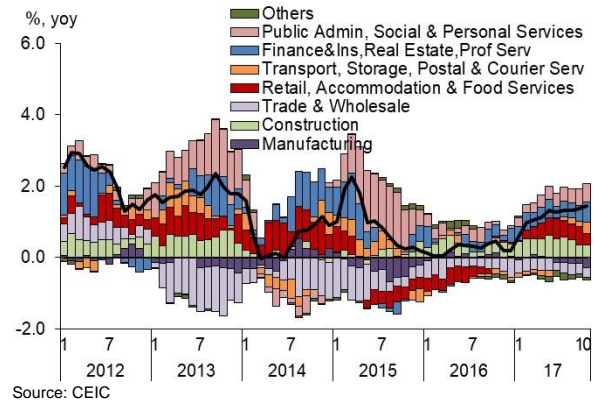 %, yoy
Others
Public Admin, Social & Personal Services
Finance&Ins,Real Estate,Prof Serv
Transport, Storage, Postal & Courier Serv
Retail, Accommodation & Food Services
Trade & Wholesale
Construction
Manufacturing
6.0
4.0
2.0
0.0
-2.0
1 7 1 7 1 7 1 7 1 7 1 10
2012 2013 2014 2015 2016 17
Source: CEIC